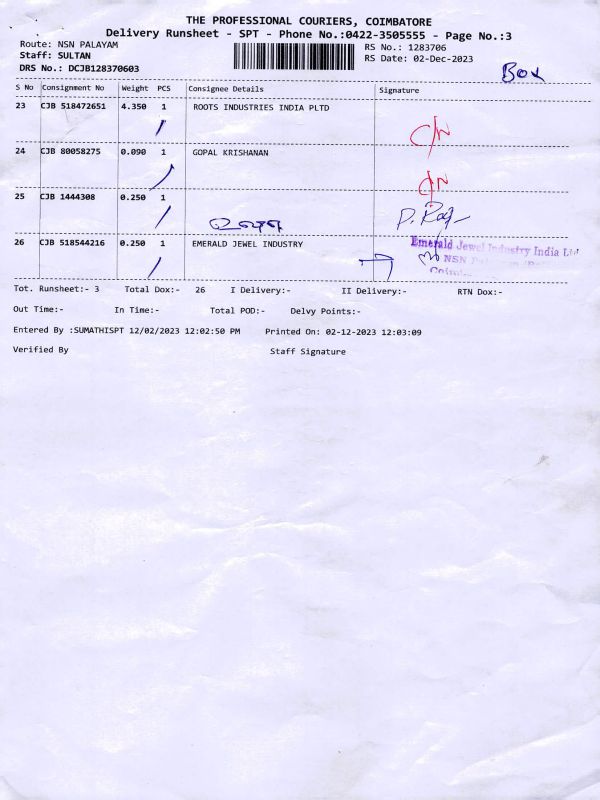 THE PROFESSIONAL COURIERS, COIMBATORE
Delivery Runsheet - SPT - Phone No.:0422-3505555 - Page No.:3
Route: NSN PALAYAM
RS No.: 1283706
Staff: SULTAN
RS Date: 02-Dec-2023
DRS No.: DCJB128370603
Box
S No Consignment No Weight PCS Consignee Details Signature
23 CJB 518472651 4.350 1 ROOTS INDUSTRIES INDIA PLTD
C/N
24 CJB 80058275 0.090 1 GOPAL KRISHANAN
C/N
25 CJB 1444308 0.250 1
P. Raj
26 CJB 518544216 0.250 1 EMERALD JEWEL INDUSTRY
Emerald Jewel Industry India Ltd
NSN
Tot. Runsheet:- 3 Total Dox:- 26 I Delivery:- II Delivery:- RTN Dox:-
Out Time:- In Time:- Total POD:- Delvy Points:-
Entered By :SUMATHISPT 12/02/2023 12:02:50 PM Printed On: 02-12-2023 12:03:09
Verified By Staff Signature